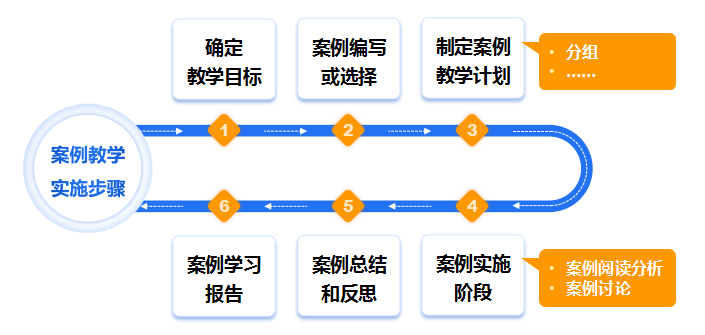 案例教学
实施步骤
确定
教学目标
1
案例编写
或选择
2
制定案例
教学计划
3
• 分组
• ……
案例实施
阶段
4
• 案例阅读分析
• 案例讨论
案例总结
和反思
5
案例学习
报告
6